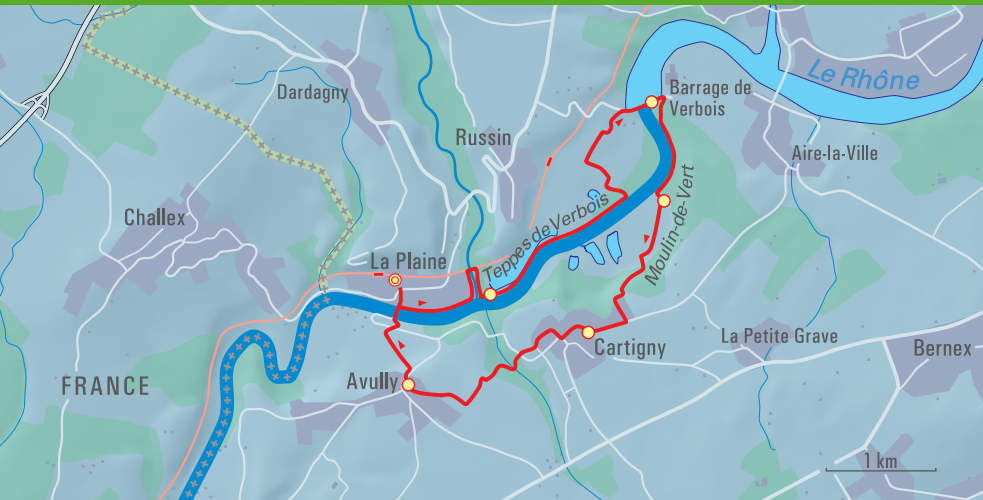 Le Rhône
Barrage de
Verbois
Dardagny
Russin
Aire-la-Ville
Challex
Teppes de Verbois
Moulin-de-Vert
La Plaine
La Petite Grave
Cartigny
Bernex
FRANCE
Avully
1 km